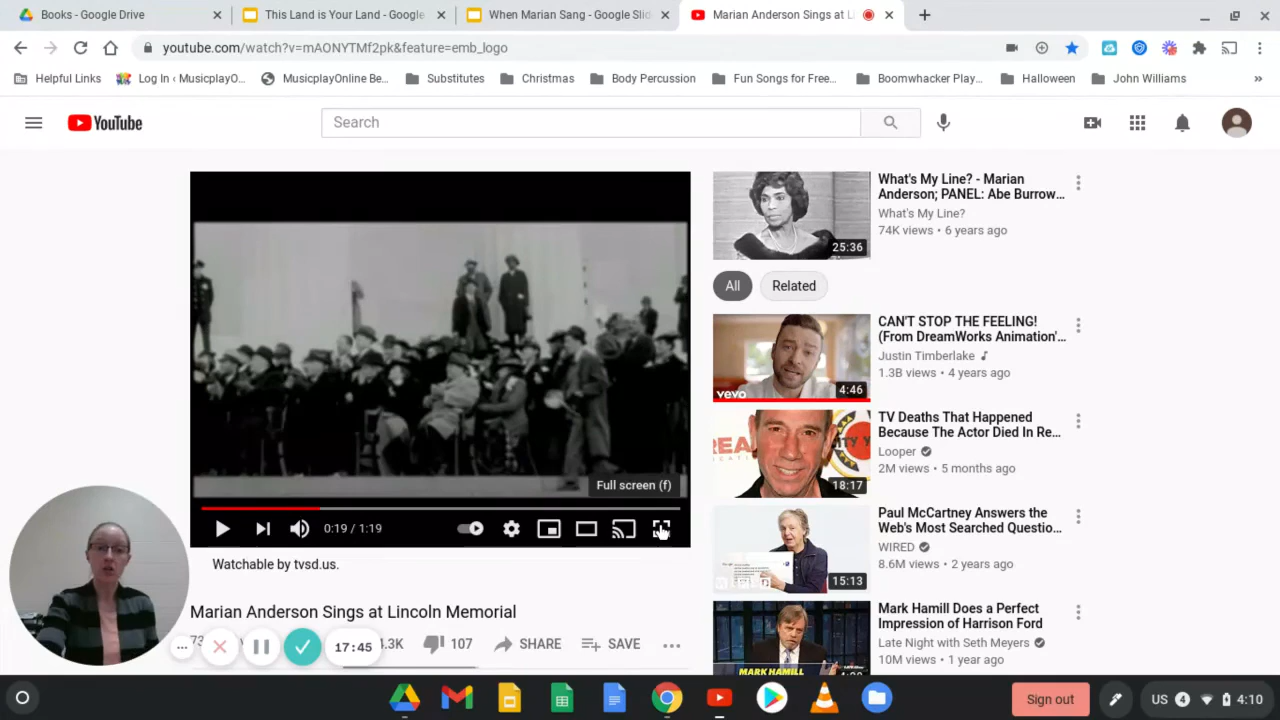 Books - Google Drive
This Land is Your Land - Google
When Marian Sang - Google Slid
Marian Anderson Sings at Li
youtube.com/watch?v=mAONYTMf2pk&feature=emb_logo
Helpful Links
Log In ‹ MusicplayO...
MusicplayOnline Be...
Substitutes
Christmas
Body Percussion
Fun Songs for Free...
Boomwhacker Play...
Halloween
John Williams
YouTube
Search
What's My Line? - Marian
Anderson; PANEL: Abe Burrow...
What's My Line?
74K views • 6 years ago
25:36
All
Related
CAN'T STOP THE FEELING!
(From DreamWorks Animation'...
Justin Timberlake
1.3B views • 4 years ago
vevo
4:46
TV Deaths That Happened
Because The Actor Died In Re...
Looper
2M views • 5 months ago
18:17
Paul McCartney Answers the
Web's Most Searched Questio...
WIRED
8.6M views • 2 years ago
15:13
Mark Hamill Does a Perfect
Impression of Harrison Ford
Late Night with Seth Meyers
10M views • 1 year ago
MARK HAMILL
Full screen (f)
0:19 / 1:19
Watchable by tvsd.us.
Marian Anderson Sings at Lincoln Memorial
17:45
107
SHARE
SAVE
Sign out
US
4
4:10